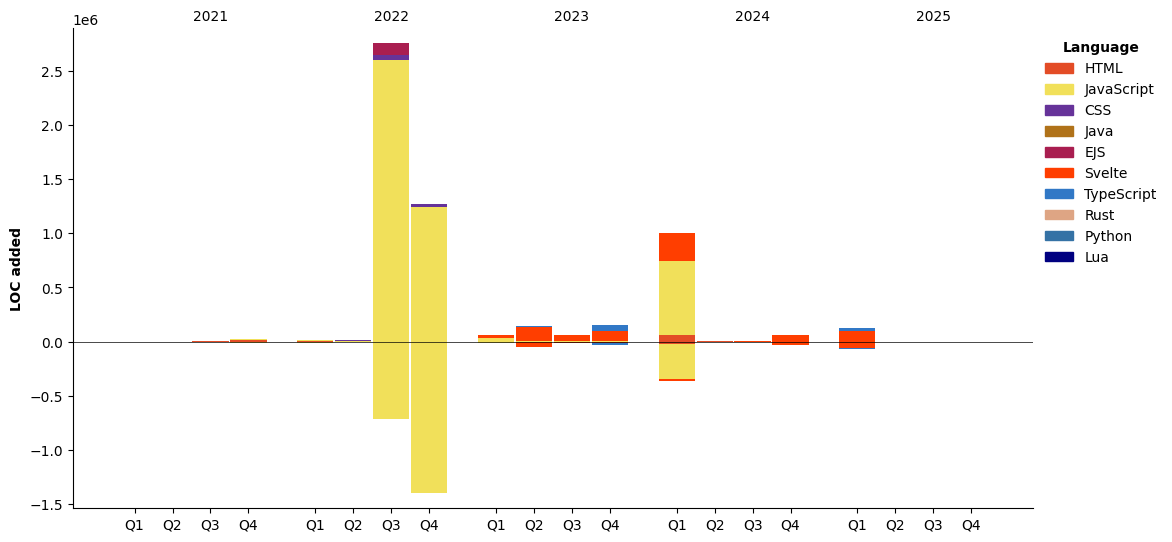 1e6
2021 2022 2023 2024 2025
LOC added
2.5
2.0
1.5
1.0
0.5
0.0
−0.5
−1.0
−1.5
Q1 Q2 Q3 Q4 Q1 Q2 Q3 Q4 Q1 Q2 Q3 Q4 Q1 Q2 Q3 Q4 Q1 Q2 Q3 Q4
Language
HTML
JavaScript
CSS
Java
EJS
Svelte
TypeScript
Rust
Python
Lua